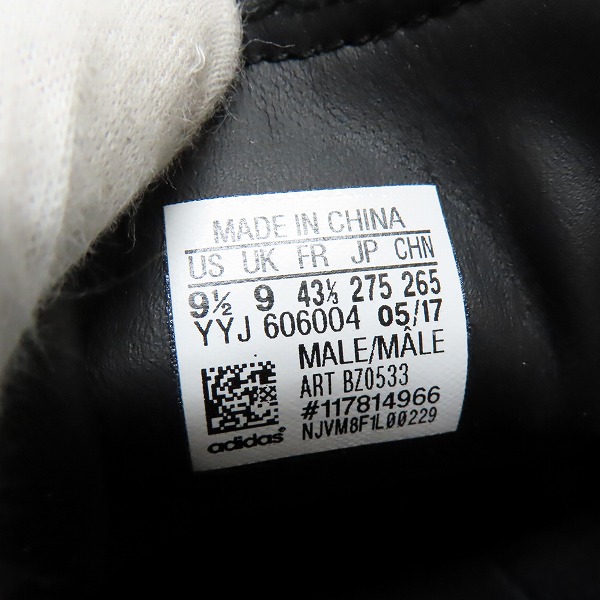 MADE IN CHINA
US UK FR JP CHN
9½ 9 43⅓ 275 265
YYJ 606004 05/17
MALE/MÂLE
ART BZ0533
#117814966
NJVM8F1L00229
adidas